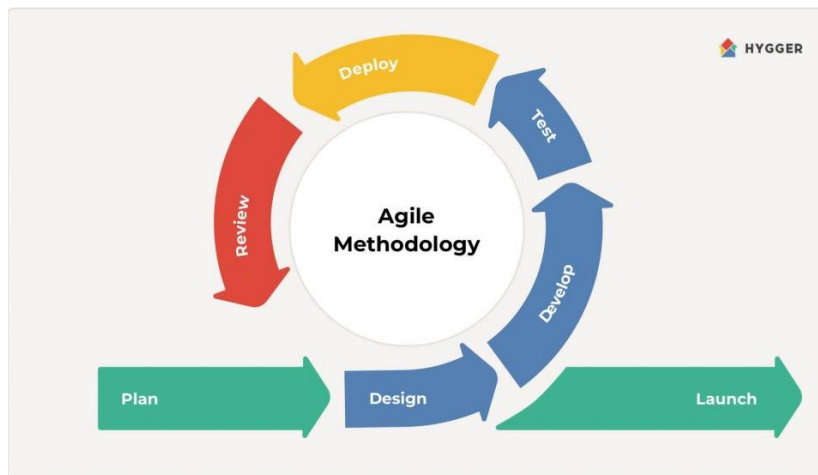 HYGGER
Deploy
Test
Review
Agile
Methodology
Develop
Plan
Design
Launch